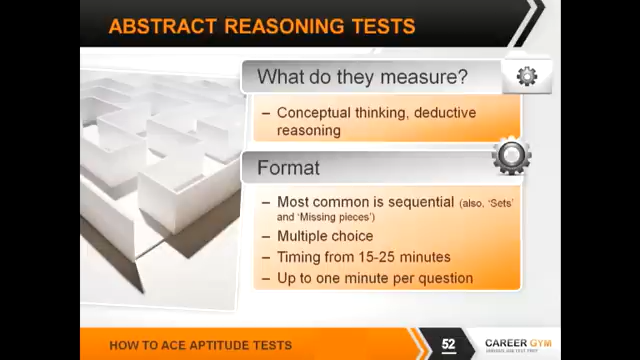 ABSTRACT REASONING TESTS
What do they measure?
– Conceptual thinking, deductive
reasoning
Format
– Most common is sequential (also, 'Sets'
and 'Missing pieces')
– Multiple choice
– Timing from 15-25 minutes
– Up to one minute per question
HOW TO ACE APTITUDE TESTS
52
CAREER GYM